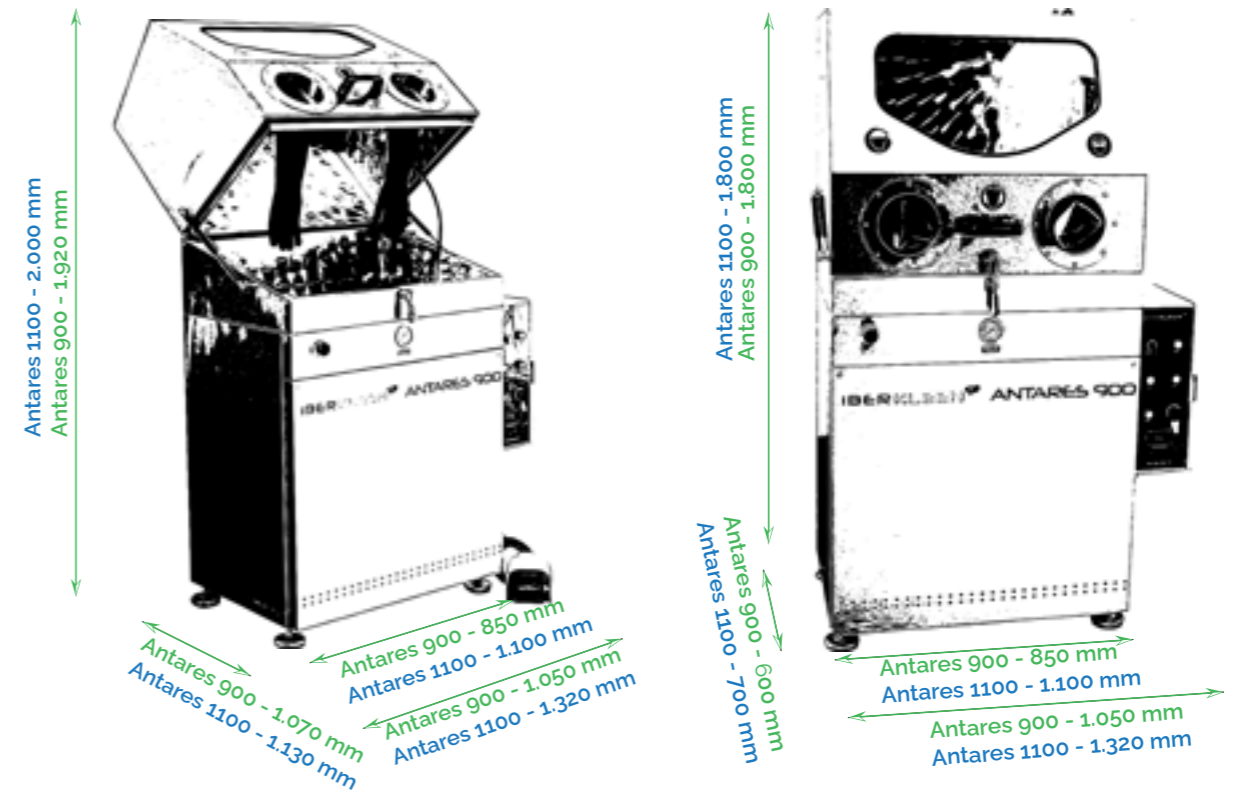 Antares 1100 - 2.000 mm
Antares 900 - 1.920 mm
IBERKLEEN ANTARES 900
Antares 900 - 1.070 mm
Antares 1100 - 1.130 mm
Antares 900 - 850 mm
Antares 1100 - 1.100 mm
Antares 900 - 1.050 mm
Antares 1100 - 1.320 mm
Antares 1100 - 1.800 mm
Antares 900 - 1.800 mm
IBERKLEEN ANTARES 900
Antares 900 - 600 mm
Antares 1100 - 700 mm
Antares 900 - 850 mm
Antares 1100 - 1.100 mm
Antares 900 - 1.050 mm
Antares 1100 - 1.320 mm